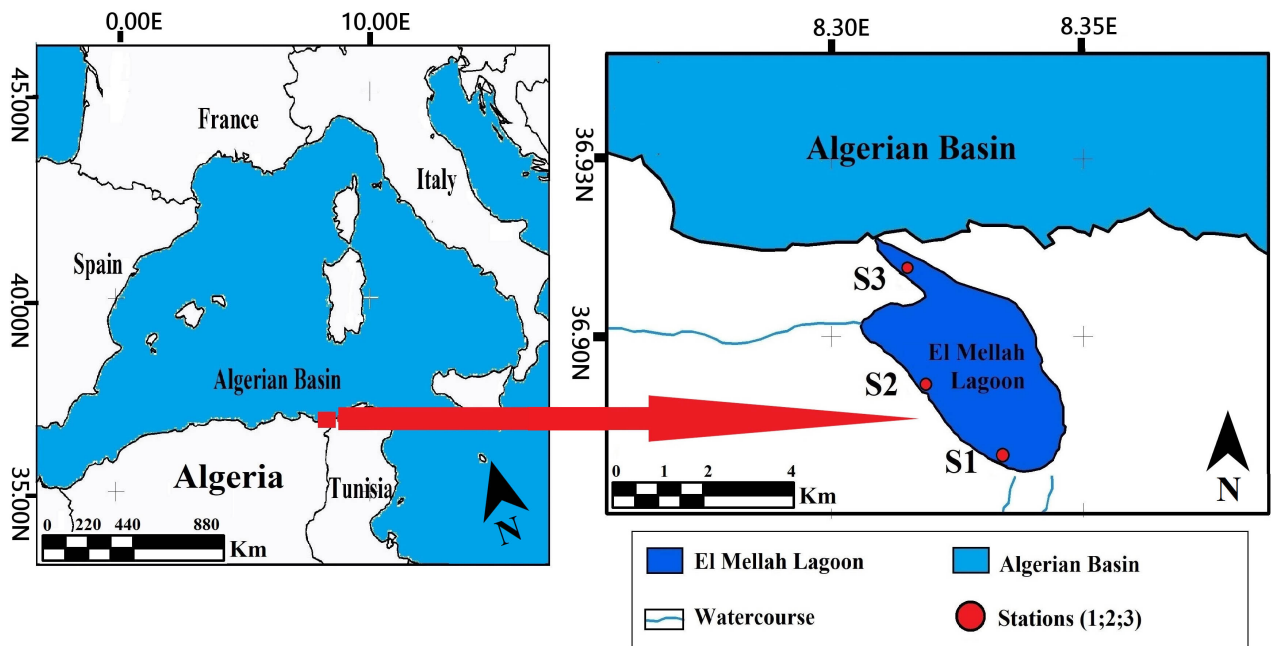 0.00E
10.00E
45.00N
40.00N
35.00N
France
Italy
Spain
Algerian Basin
Algeria
Tunisia
0 220 440 880
Km
N
8.30E
8.35E
36.93N
36.90N
Algerian Basin
S3
El Mellah
Lagoon
S2
S1
0 1 2 4
Km
N
El Mellah Lagoon
Algerian Basin
Watercourse
Stations (1;2;3)